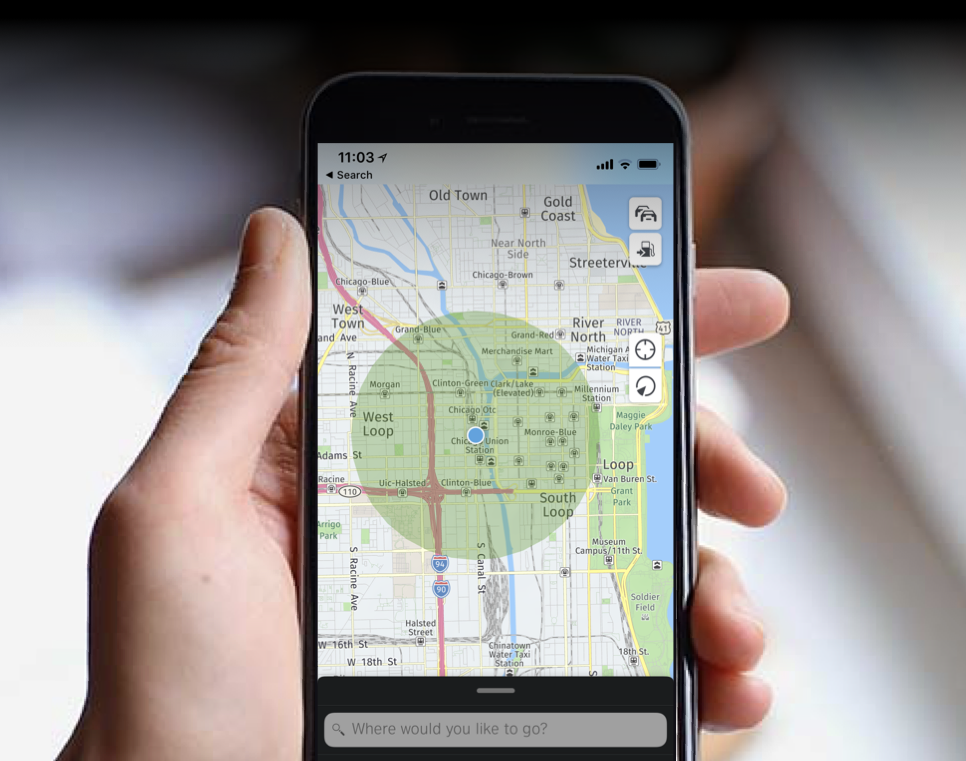 11:03
◀ Search
Old Town
Gold
Coast
Near North
Side
Streeterville
Chicago-Brown
Chicago-Blue
West
Town
Grand-Blue
Grand-Red
River
North
RIVER
NORTH
41
and Ave
Merchandise Mart
Michigan A
Water Taxi
Station
N Racine Ave
Morgan
Clinton-Green
Clark/Lake
(Elevated)
Millennium
Station
Chicago Otc
West
Loop
Maggie
Daley Park
Monroe-Blue
Chicago Union
Station
Adams St
Loop
Racine
110
Uic-Halsted
Clinton-Blue
Van Buren St.
South
Loop
Grant
Park
Arrigo
Park
S Racine Ave
S Canal St
Museum
Campus/11th St.
94
90
Soldier
Field
Halsted
Street
W 16th St
W 18th St
Chinatown
Water Taxi
Station
18th St.
S
Where would you like to go?